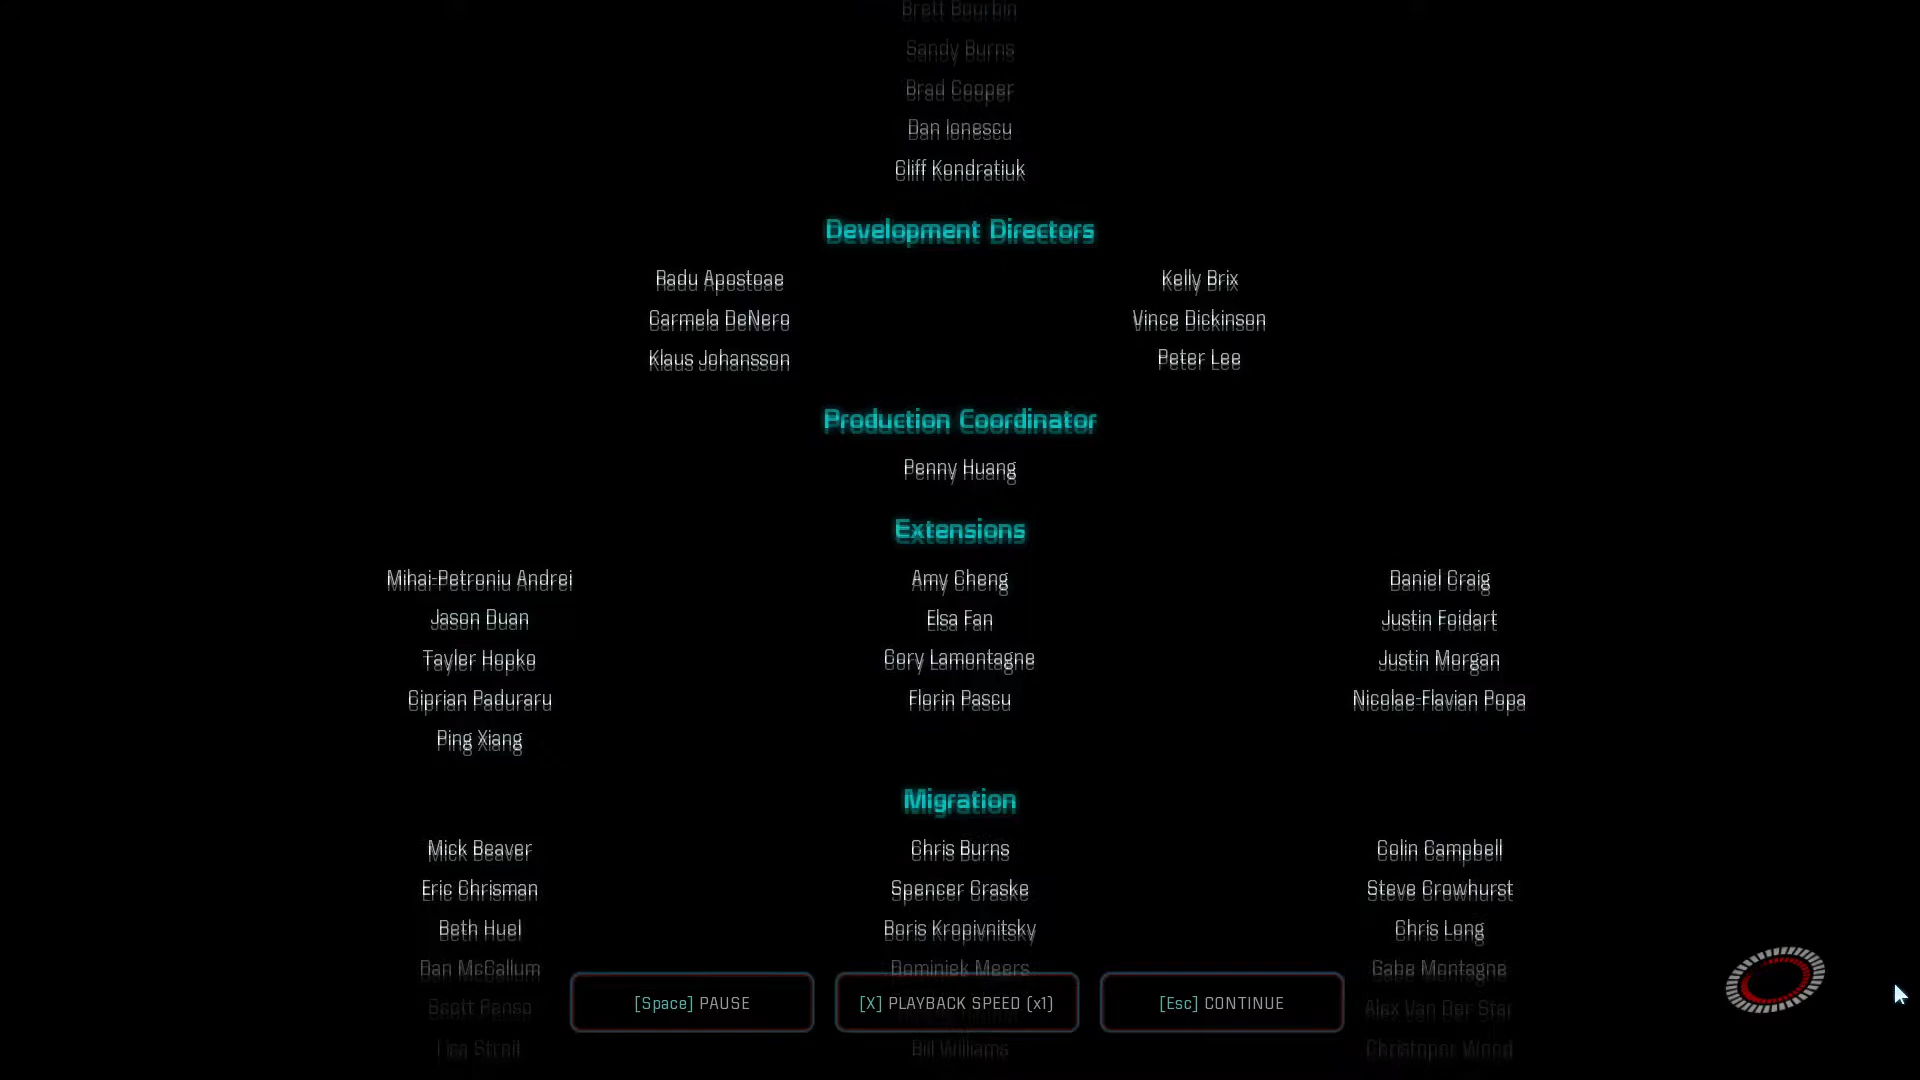 Brett Bourbin
Sandy Burns
Brad Cooper
Dan Ionescu
Cliff Kondratiuk
Development Directors
Radu Apostoae Kelly Brix
Carmela DeNero Vince Dickinson
Klaus Johansson Peter Lee
Production Coordinator
Penny Huang
Extensions
Mihai-Petroniu Andrei Amy Cheng Daniel Craig
Jason Duan Elsa Fan Justin Foidart
Tayler Hopko Cory Lamontagne Justin Morgan
Ciprian Paduraru Florin Pascu Nicolae-Flavian Popa
Ping Xiang
Migration
Mick Beaver Chris Burns Colin Campbell
Eric Chrisman Spencer Craske Steve Crowhurst
Beth Huel Boris Kropivnitsky Chris Long
Dan McCallum Dominiek Meers Gabe Montagne
Alex Van Der Star
[Space] PAUSE [X] PLAYBACK SPEED (x1) [Esc] CONTINUE
Bill Williams